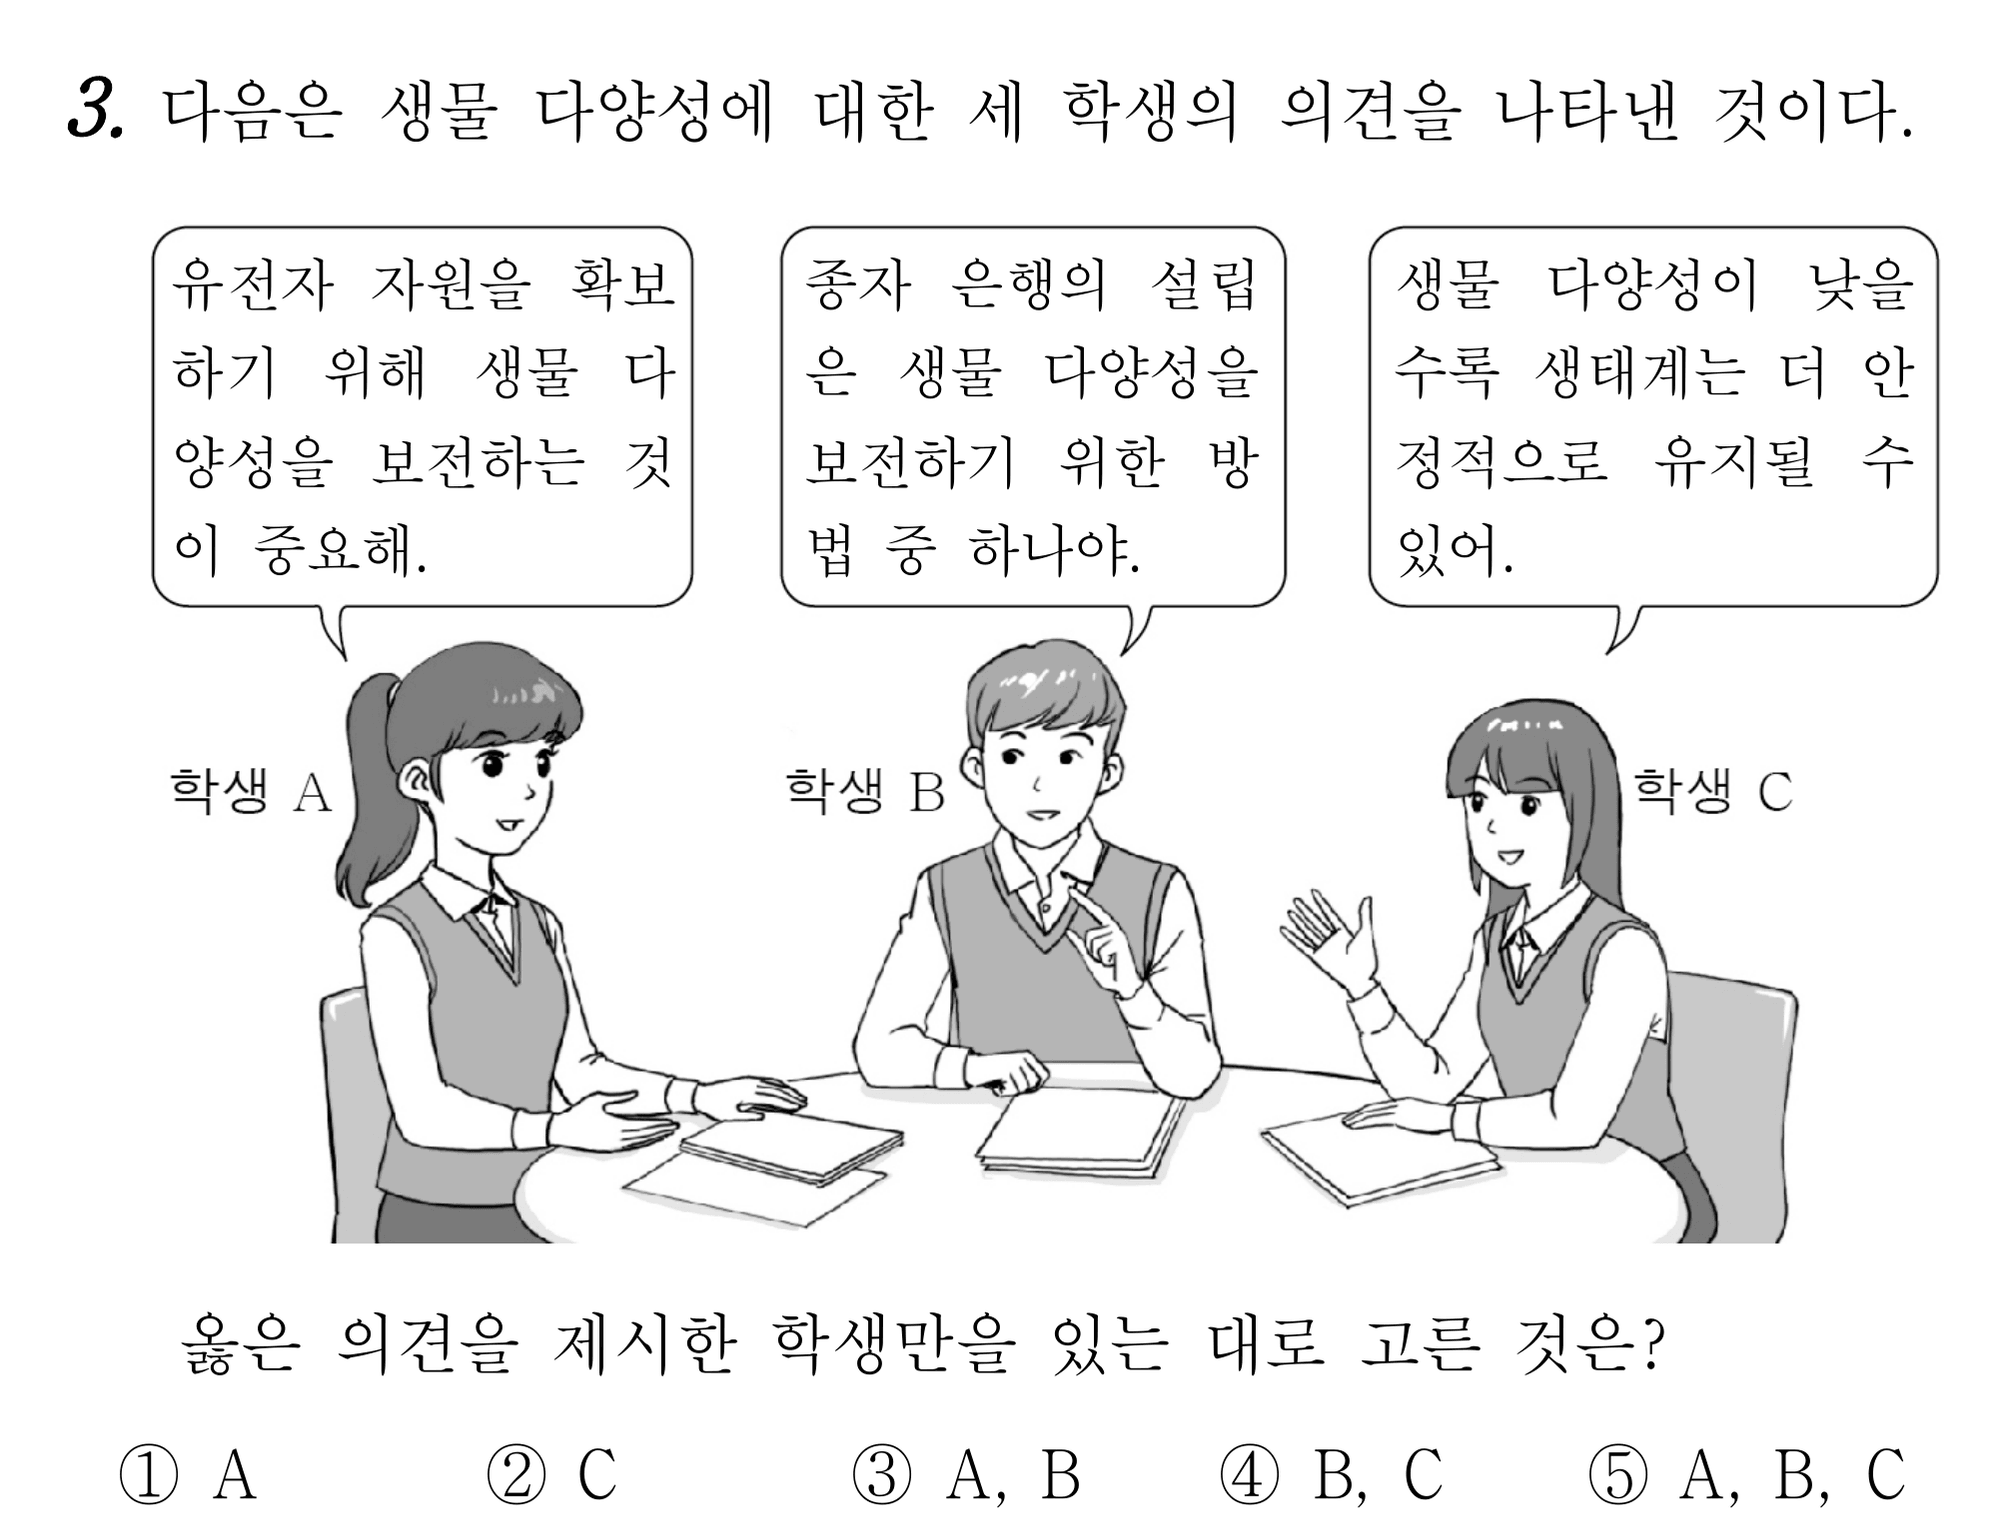 3. 다음은 생물 다양성에 대한 세 학생의 의견을 나타낸 것이다.
유전자 자원을 확보
하기 위해 생물 다
양성을 보전하는 것
이 중요해.
종자 은행의 설립
은 생물 다양성을
보전하기 위한 방
법 중 하나야.
생물 다양성이 낮을
수록 생태계는 더 안
정적으로 유지될 수
있어.
학생 A
학생 B
학생 C
옳은 의견을 제시한 학생만을 있는 대로 고른 것은?
① A ② C ③ A, B ④ B, C ⑤ A, B, C